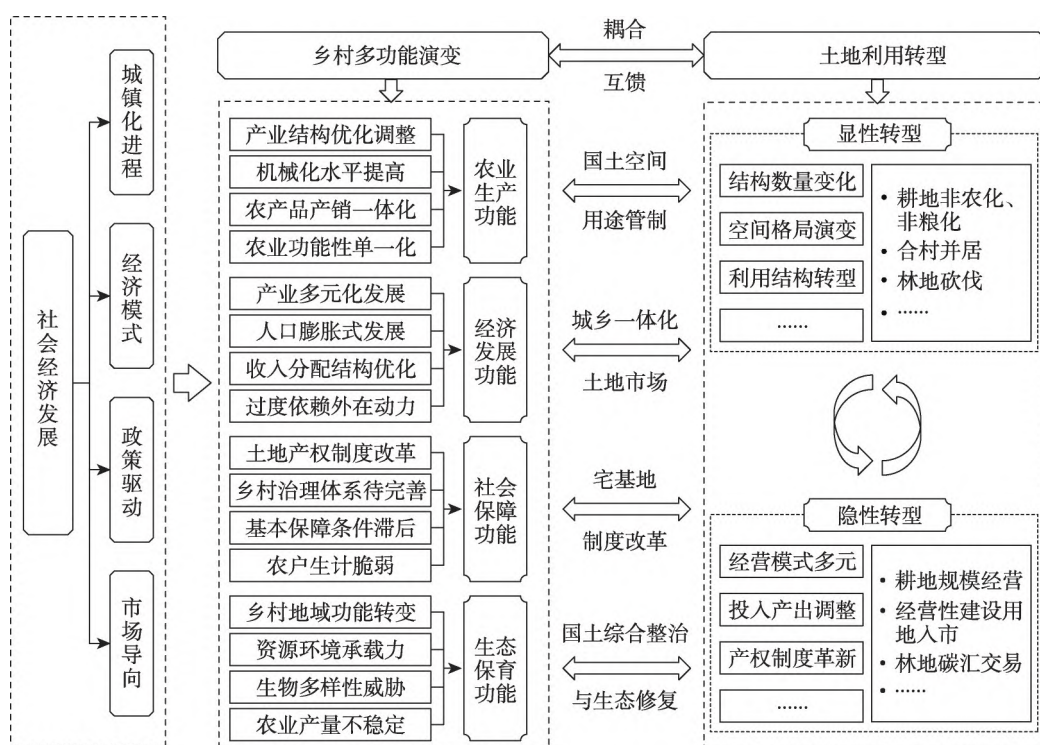 社会经济发展
城镇化进程
经济模式
政策驱动
市场导向
乡村多功能演变
耦合
互馈
土地利用转型
产业结构优化调整
机械化水平提高
农产品产销一体化
农业功能性单一化
农业
生产
功能
产业多元化发展
人口膨胀式发展
收入分配结构优化
过度依赖外在动力
经济
发展
功能
土地产权制度改革
乡村治理体系待完善
基本保障条件滞后
农户生计脆弱
社会
保障
功能
乡村地域功能转变
资源环境承载力
生物多样性威胁
农业产量不稳定
生态
保育
功能
国土空间
用途管制
城乡一体化
土地市场
宅基地
制度改革
国土综合整治
与生态修复
显性转型
结构数量变化
空间格局演变
利用结构转型
......
• 耕地非农化、
非粮化
• 合村并居
• 林地砍伐
• ......
隐性转型
经营模式多元
投入产出调整
产权制度革新
......
• 耕地规模经营
• 经营性建设用
地入市
• 林地碳汇交易
• ......